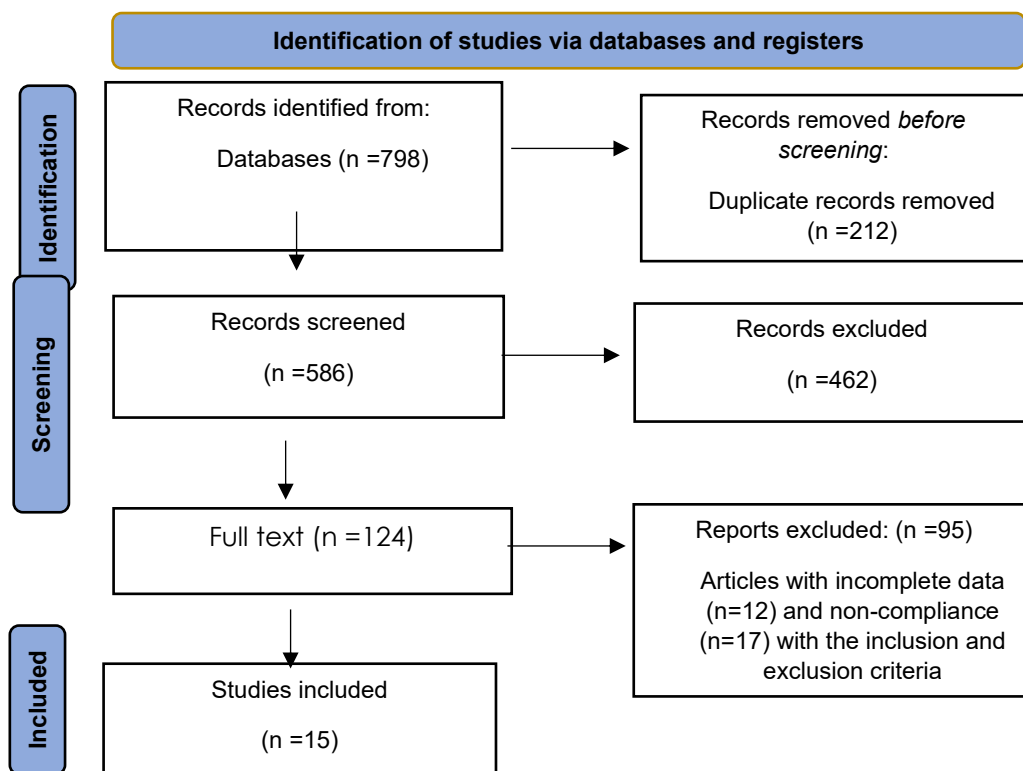 Identification of studies via databases and registers
Identification
Records identified from:
Databases (n =798)
Records removed before
screening:
Duplicate records removed
(n =212)
Screening
Records screened
(n =586)
Records excluded
(n =462)
Full text (n =124)
Reports excluded: (n =95)
Articles with incomplete data
(n=12) and non-compliance
(n=17) with the inclusion and
exclusion criteria
Included
Studies included
(n =15)